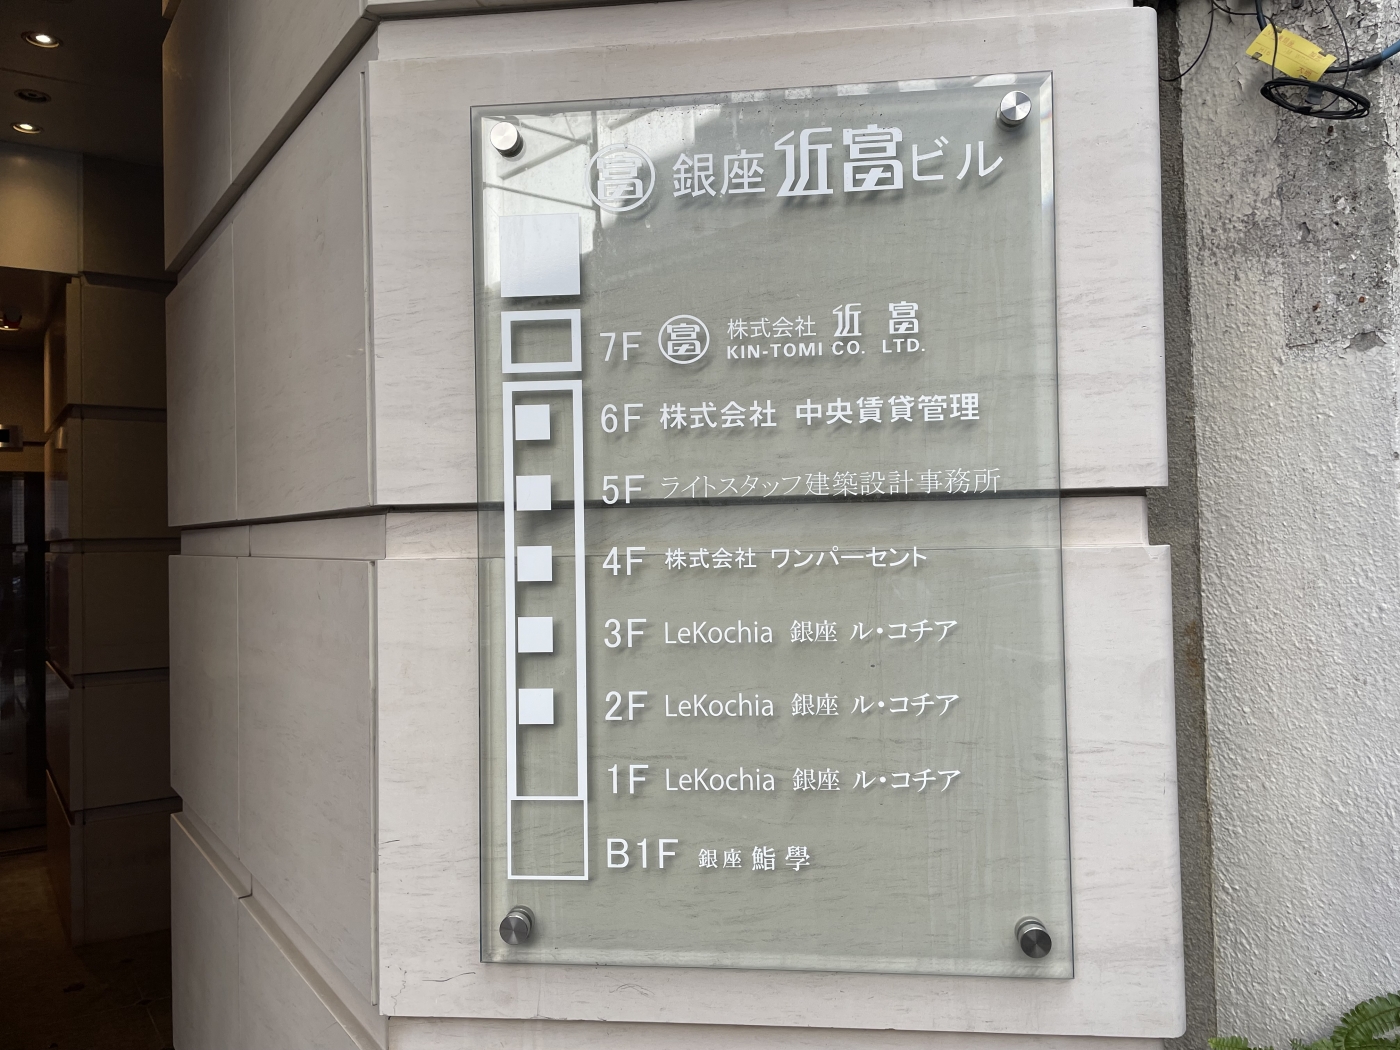 富 銀座 近富ビル
7F 富 株式会社 近富
KIN-TOMI CO. LTD.
6F 株式会社 中央賃貸管理
5F ライトスタッフ建築設計事務所
4F 株式会社 ワンパーセント
3F LeKochia 銀座 ル・コチア
2F LeKochia 銀座 ル・コチア
1F LeKochia 銀座 ル・コチア
B1F 銀座 鮨 學